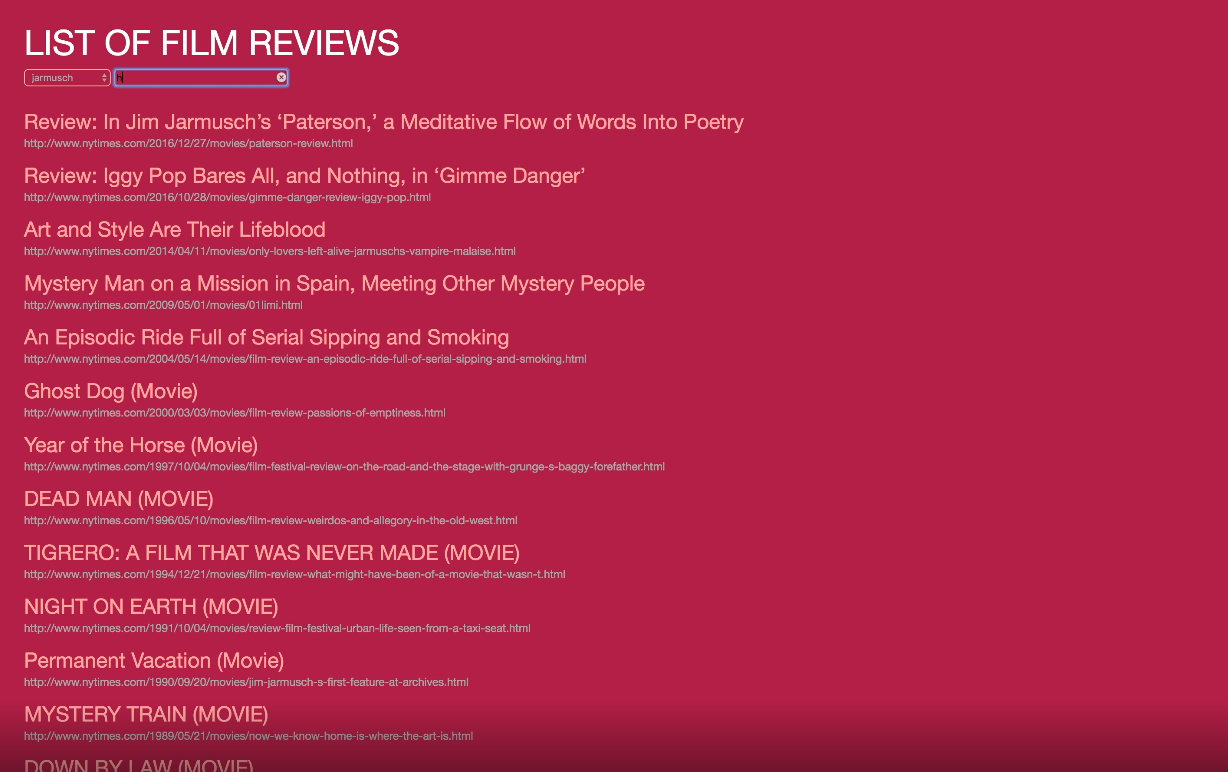 LIST OF FILM REVIEWS
jarmusch h
Review: In Jim Jarmusch’s ‘Paterson,’ a Meditative Flow of Words Into Poetry
http://www.nytimes.com/2016/12/27/movies/paterson-review.html
Review: Iggy Pop Bares All, and Nothing, in ‘Gimme Danger’
http://www.nytimes.com/2016/10/28/movies/gimme-danger-review-iggy-pop.html
Art and Style Are Their Lifeblood
http://www.nytimes.com/2014/04/11/movies/only-lovers-left-alive-jarmuschs-vampire-malaise.html
Mystery Man on a Mission in Spain, Meeting Other Mystery People
http://www.nytimes.com/2009/05/01/movies/01limi.html
An Episodic Ride Full of Serial Sipping and Smoking
http://www.nytimes.com/2004/05/14/movies/film-review-an-episodic-ride-full-of-serial-sipping-and-smoking.html
Ghost Dog (Movie)
http://www.nytimes.com/2000/03/03/movies/film-review-passions-of-emptiness.html
Year of the Horse (Movie)
http://www.nytimes.com/1997/10/04/movies/film-festival-review-on-the-road-and-the-stage-with-grunge-s-baggy-forefather.html
DEAD MAN (MOVIE)
http://www.nytimes.com/1996/05/10/movies/film-review-weirdos-and-allegory-in-the-old-west.html
TIGRERO: A FILM THAT WAS NEVER MADE (MOVIE)
http://www.nytimes.com/1994/12/21/movies/film-review-what-might-have-been-of-a-movie-that-wasn-t.html
NIGHT ON EARTH (MOVIE)
http://www.nytimes.com/1991/10/04/movies/review-film-festival-urban-life-seen-from-a-taxi-seat.html
Permanent Vacation (Movie)
http://www.nytimes.com/1990/09/20/movies/jim-jarmusch-s-first-feature-at-archives.html
MYSTERY TRAIN (MOVIE)
http://www.nytimes.com/1989/05/21/movies/now-we-know-home-is-where-the-art-is.html
DOWN BY LAW (MOVIE)